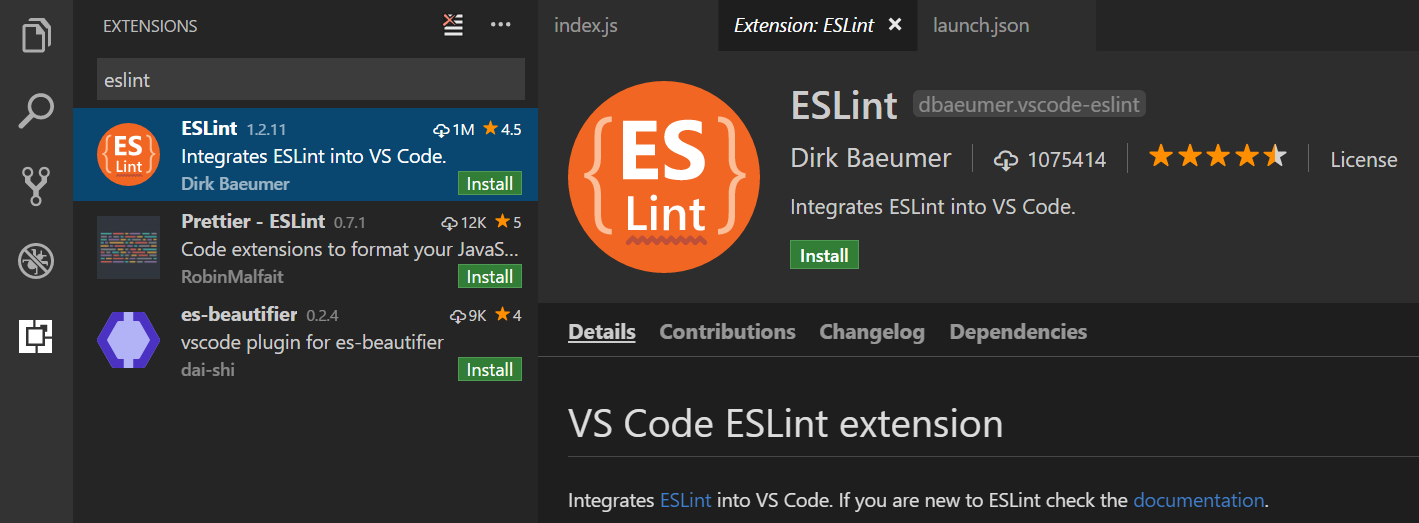 EXTENSIONS
eslint
ESLint 1.2.11 1M 4.5
Integrates ESLint into VS Code.
Dirk Baeumer Install
Prettier - ESLint 0.7.1 12K 5
Code extensions to format your JavaS...
RobinMalfait Install
es-beautifier 0.2.4 9K 4
vscode plugin for es-beautifier
dai-shi Install
index.js Extension: ESLint launch.json
{ES
Lint}
ESLint dbaeumer.vscode-eslint
Dirk Baeumer 1075414 License
Integrates ESLint into VS Code.
Install
Details Contributions Changelog Dependencies
VS Code ESLint extension
Integrates ESLint into VS Code. If you are new to ESLint check the documentation.